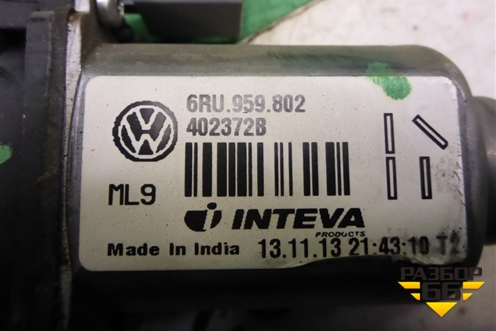 6RU.959.802
402372B
ML9
INTEVA
PRODUCTS
Made In India 13.11.13 21:43:10 T2
РАЗБОР
66